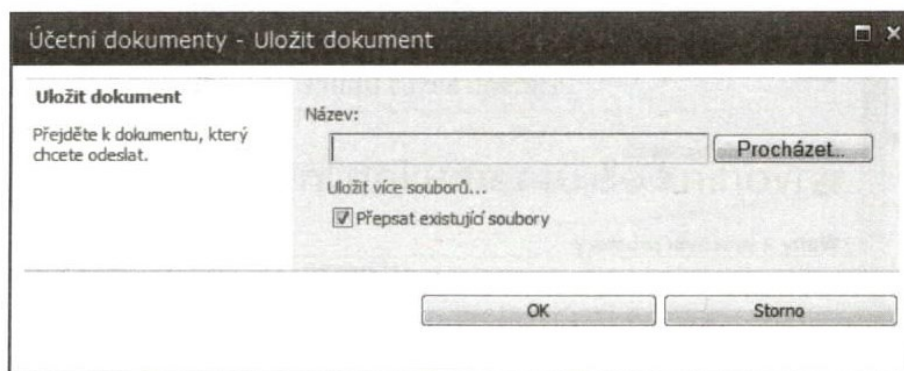 Účetní dokumenty - Uložit dokument
Uložit dokument
Přejděte k dokumentu, který
chcete odeslat.
Název:
Procházet...
Uložit více souborů...
Přepsat existující soubory
OK
Storno